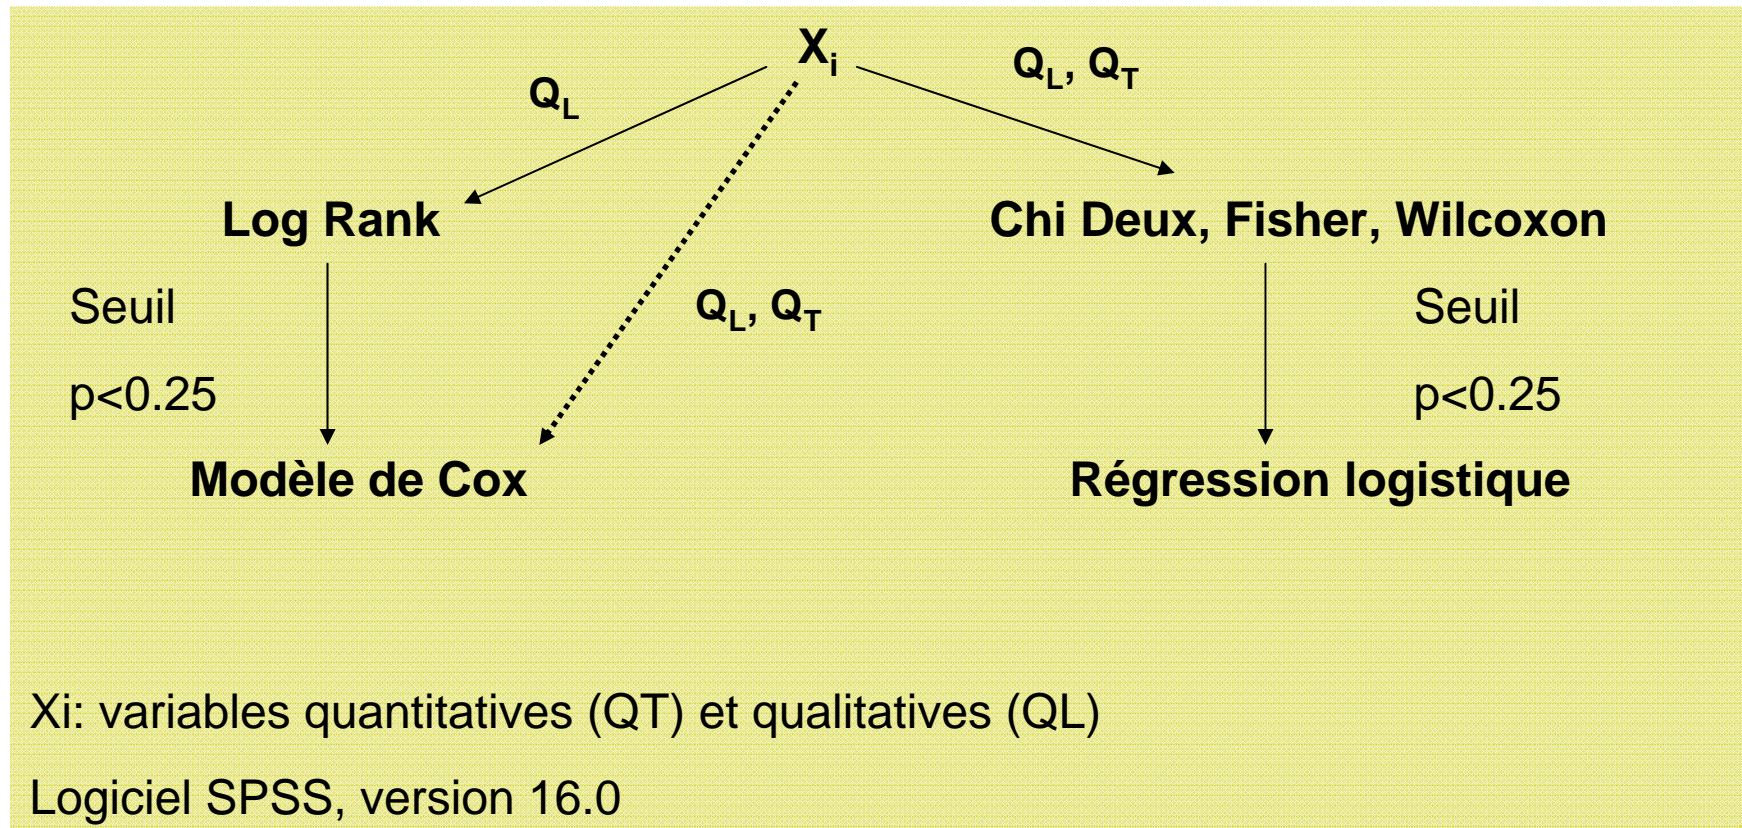 Xi
QL
QL, QT
Log Rank
Chi Deux, Fisher, Wilcoxon
Seuil
QL, QT
Seuil
p<0.25
p<0.25
Modèle de Cox
Régression logistique
Xi: variables quantitatives (QT) et qualitatives (QL)
Logiciel SPSS, version 16.0